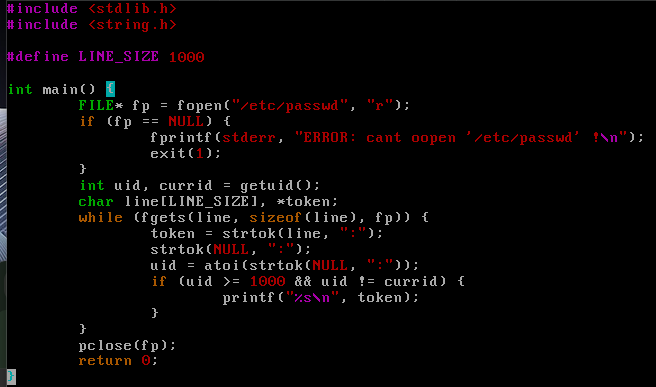 #include <stdlib.h>
#include <string.h>

#define LINE_SIZE 1000

int main() {
        FILE* fp = fopen("/etc/passwd", "r");
        if (fp == NULL) {
                fprintf(stderr, "ERROR: cant oopen '/etc/passwd' !\n");
                exit(1);
        }
        int uid, currid = getuid();
        char line[LINE_SIZE], *token;
        while (fgets(line, sizeof(line), fp)) {
                token = strtok(line, ":");
                strtok(NULL, ":");
                uid = atoi(strtok(NULL, ":"));
                if (uid >= 1000 && uid != currid) {
                        printf("%s\n", token);
                }
        }
        pclose(fp);
        return 0;
}